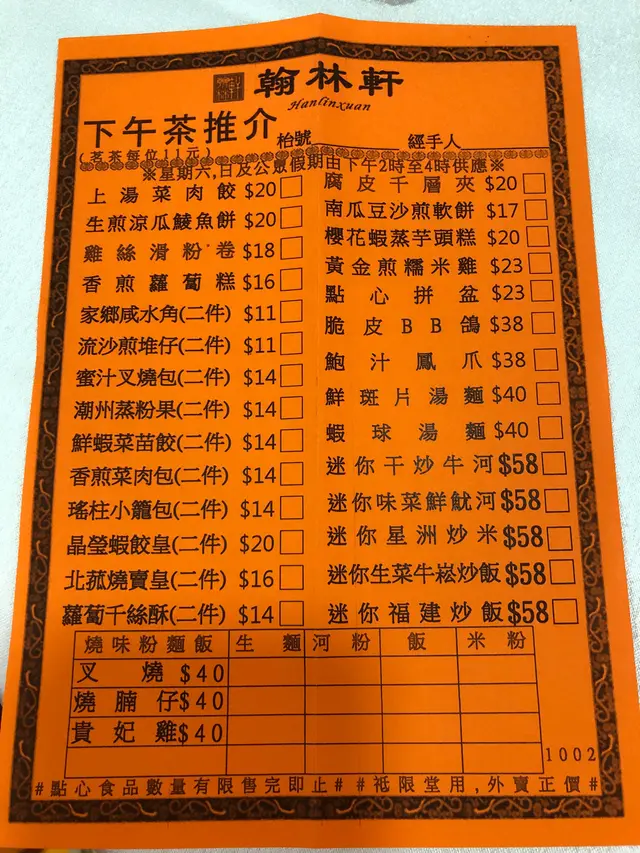 翰林軒
Hanlinxuan
下午茶推介 枱號 經手人
(茗茶每位11元)
※星期六,日及公眾假期由下午2時至4時供應※
上湯菜肉餃 $20
生煎涼瓜鯪魚餅 $20
雞絲滑粉卷 $18
香煎蘿蔔糕 $16
家鄉咸水角(二件) $11
流沙煎堆仔(二件) $11
蜜汁叉燒包(二件) $14
潮州蒸粉果(二件) $14
鮮蝦菜苗餃(二件) $14
香煎菜肉包(二件) $14
瑤柱小籠包(二件) $14
晶瑩蝦餃皇(二件) $20
北菰燒賣皇(二件) $16
蘿蔔千絲酥(二件) $14
腐皮千層夾 $20
南瓜豆沙煎軟餅 $17
櫻花蝦蒸芋頭糕 $20
黃金煎糯米雞 $23
點心拼盆 $23
脆皮BB鴿 $38
鮑汁鳳爪 $38
鮮斑片湯麵 $40
蝦球湯麵 $40
迷你干炒牛河 $58
迷你味菜鮮魷河 $58
迷你星洲炒米 $58
迷你生菜牛崧炒飯 $58
迷你福建炒飯 $58
燒味粉麵飯 生麵 河粉 飯 米粉
叉燒 $40
燒腩仔 $40
貴妃雞 $40
1002
#點心食品數量有限售完即止# #祗限堂用,外賣正價#